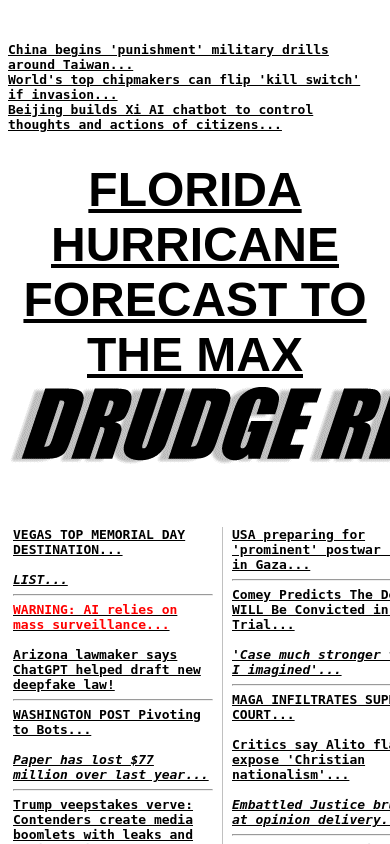 China begins 'punishment' military drills
around Taiwan...
World's top chipmakers can flip 'kill switch'
if invasion...
Beijing builds Xi AI chatbot to control
thoughts and actions of citizens...
FLORIDA
HURRICANE
FORECAST TO
THE MAX
DRUDGE
VEGAS TOP MEMORIAL DAY
DESTINATION...
LIST...
WARNING: AI relies on
mass surveillance...
Arizona lawmaker says
ChatGPT helped draft new
deepfake law!
WASHINGTON POST Pivoting
to Bots...
Paper has lost $77
million over last year...
Trump veepstakes verve:
Contenders create media
boomlets with leaks and
USA preparing for
'prominent' postwar
in Gaza...
Comey Predicts The
WILL Be Convicted in
Trial...
'Case much stronger
I imagined'...
MAGA INFILTRATES
COURT...
Critics say Alito
expose 'Christian
nationalism'...
Embattled Justice
at opinion delivery.